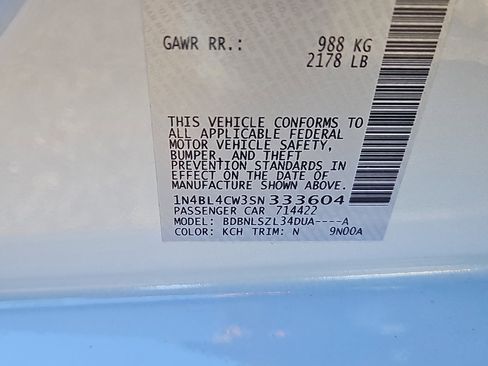 GAWR RR.: 988 KG
2178 LB
THIS VEHICLE CONFORMS TO
ALL APPLICABLE FEDERAL
MOTOR VEHICLE SAFETY,
BUMPER, AND THEFT
PREVENTION STANDARDS IN
EFFECT ON THE DATE OF
MANUFACTURE SHOWN ABOVE.
1N4BL4CW3SN333604
PASSENGER CAR 714422
MODEL: BDBNLSZL34DUA----A
COLOR: KCH TRIM: N 9N00A